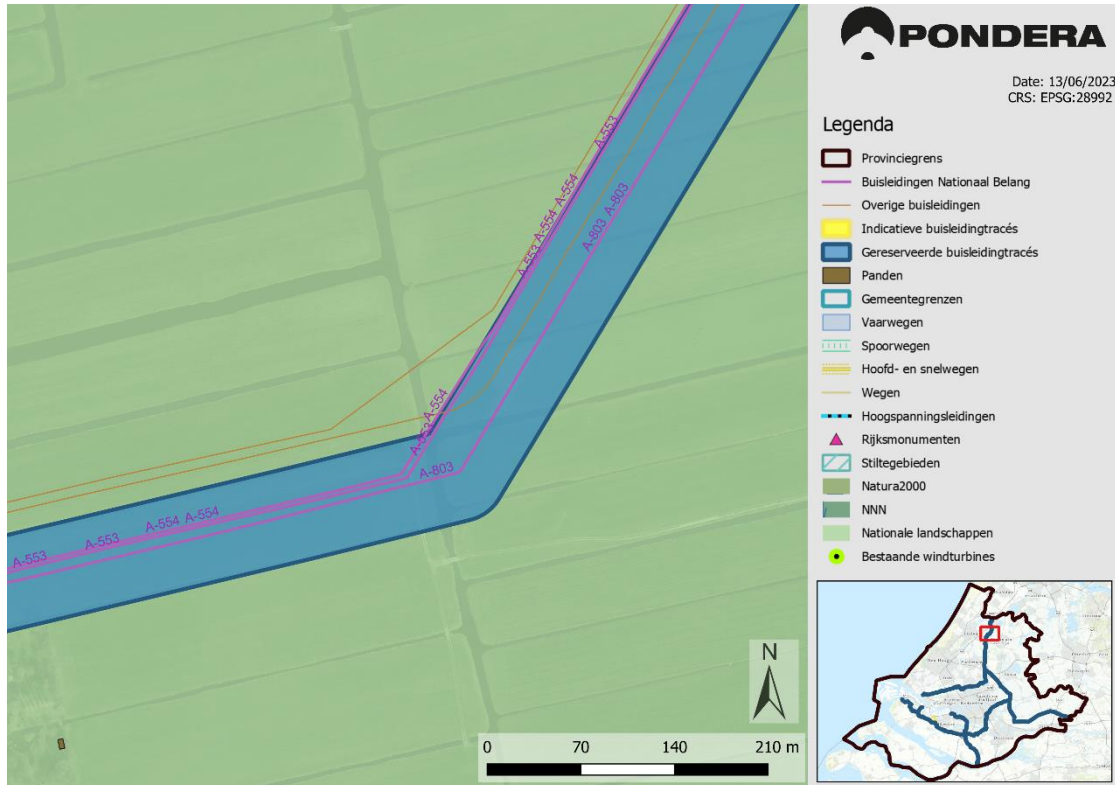 A-553
A-554
A-554
A-553
A-803
A-803
A-554
A-553
A-803
A-554 A-554
A-553
A-553
N
0 70 140 210 m
PONDERA
Date: 13/06/2023
CRS: EPSG:28992
Legenda
Provinciegrens
Buisleidingen Nationaal Belang
Overige buisleidingen
Indicatieve buisleidingtracés
Gereserveerde buisleidingtracés
Panden
Gemeentegrenzen
Vaarwegen
Spoorwegen
Hoofd- en snelwegen
Wegen
Hoogspanningsleidingen
Rijksmonumenten
Stiltegebieden
Natura2000
NNN
Nationale landschappen
Bestaande windturbines